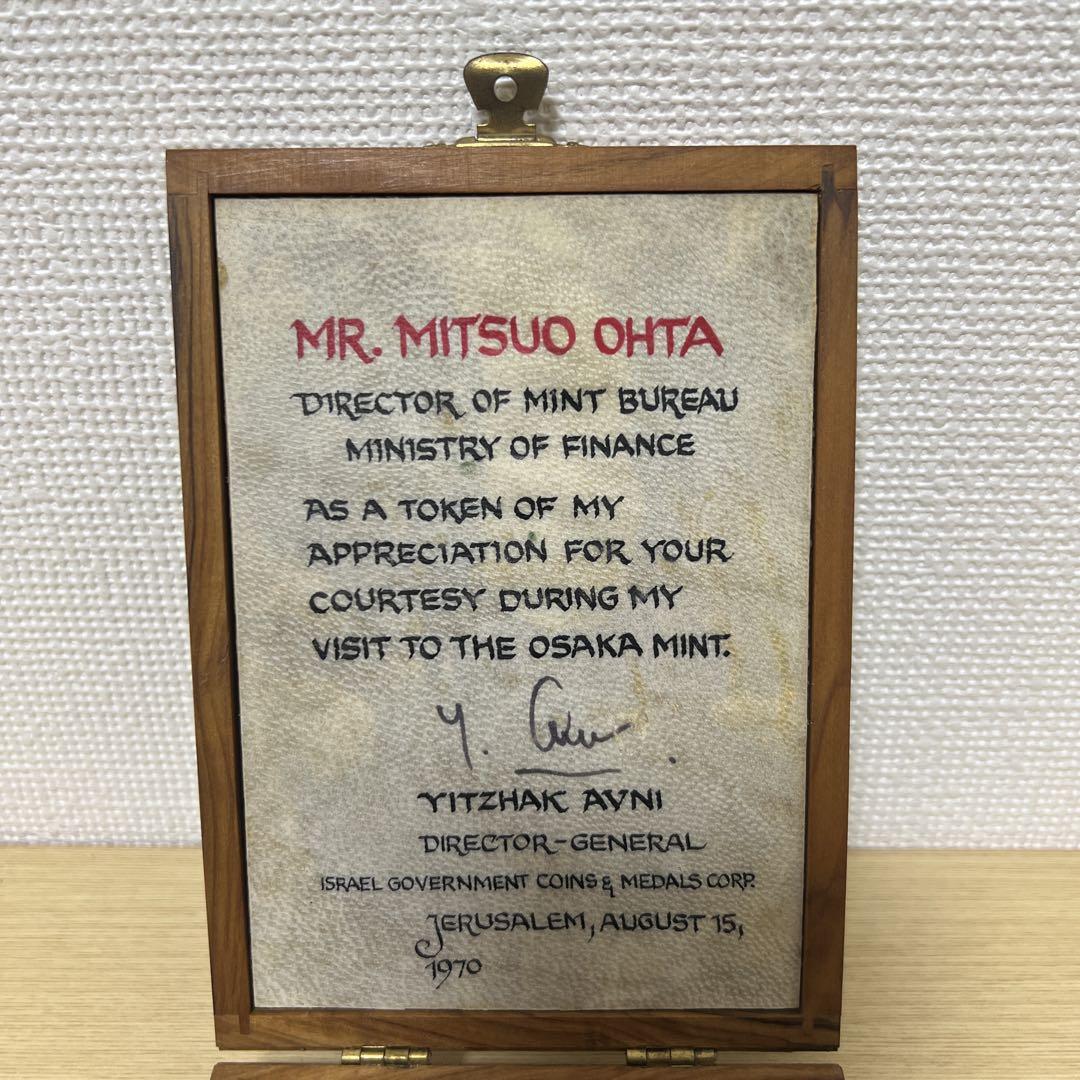 MR. MITSUO OHTA
DIRECTOR OF MINT BUREAU
MINISTRY OF FINANCE
AS A TOKEN OF MY
APPRECIATION FOR YOUR
COURTESY DURING MY
VISIT TO THE OSAKA MINT.
Y. Avni
YITZHAK AVNI
DIRECTOR-GENERAL
ISRAEL GOVERNMENT COINS & MEDALS CORP.
JERUSALEM, AUGUST 15,
1970